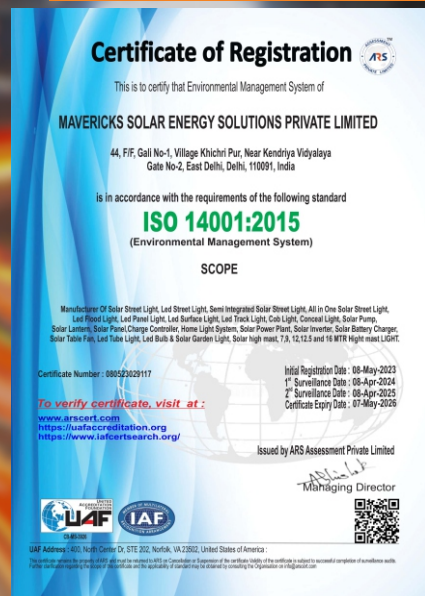 Certificate of Registration
ARS
This is to certify that Environmental Management System of
MAVERICKS SOLAR ENERGY SOLUTIONS PRIVATE LIMITED
44, F/F, Gali No-1, Village Khichri Pur, Near Kendriya Vidyalaya
Gate No-2, East Delhi, Delhi, 110091, India
is in accordance with the requirements of the following standard
ISO 14001:2015
(Environmental Management System)
SCOPE
Manufacturer Of Solar Street Light, Led Street Light, Semi Integrated Solar Street Light, All in One Solar Street Light,
Led Flood Light, Led Panel Light, Led Surface Light, Led Track Light, Cob Light, Conceal Light, Solar Pump,
Solar Lantern, Solar Panel,Charge Controller, Home Light System, Solar Power Plant, Solar Inverter, Solar Battery Charger,
Solar Table Fan, Led Tube Light, Led Bulb & Solar Garden Light, Solar high mast, 7,9, 12,12.5 and 16 MTR Hight mast LIGHT.
Certificate Number : 080523029117
Initial Registration Date : 08-May-2023
1st Surveillance Date : 08-Apr-2024
2nd Surveillance Date : 08-Apr-2025
Certificate Expiry Date : 07-May-2026
To verify certificate, visit at :
www.arscert.com
https://uafaccreditation.org
https://www.iafcertsearch.org/
Issued by ARS Assessment Private Limited
Managing Director
UAF
UNITED
ACCREDITATION
FOUNDATION
IAF
UAF Address : 400, North Center Dr, STE 202, Norfolk, VA 23502, United States of America :